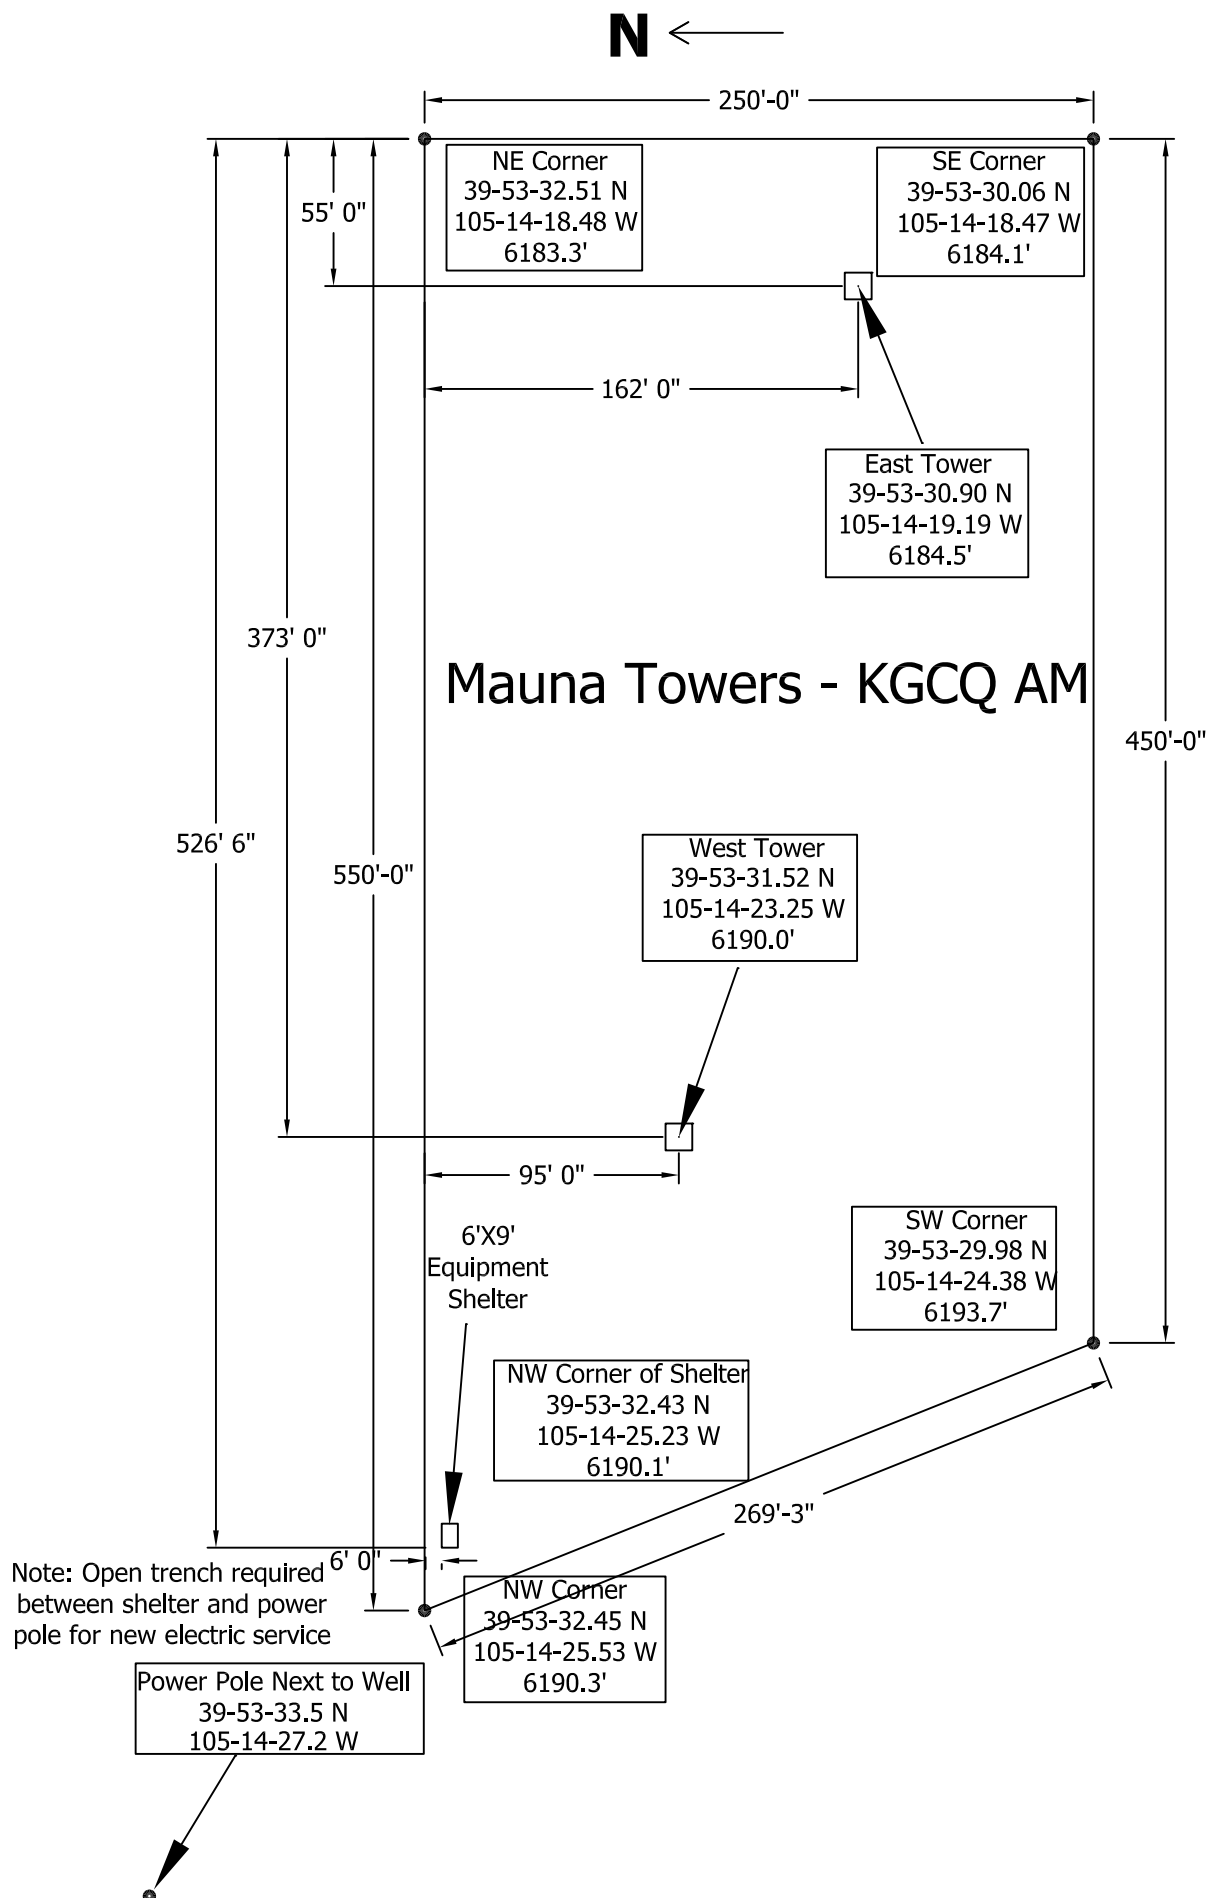 N
250'-0"
NE Corner
39-53-32.51 N
105-14-18.48 W
6183.3'
SE Corner
39-53-30.06 N
105-14-18.47 W
6184.1'
55' 0"
162' 0"
East Tower
39-53-30.90 N
105-14-19.19 W
6184.5'
373' 0"
Mauna Towers - KGCQ AM
450'-0"
526' 6"
550'-0"
West Tower
39-53-31.52 N
105-14-23.25 W
6190.0'
95' 0"
6'X9'
Equipment
Shelter
SW Corner
39-53-29.98 N
105-14-24.38 W
6193.7'
NW Corner of Shelter
39-53-32.43 N
105-14-25.23 W
6190.1'
269'-3"
6' 0"
Note: Open trench required
between shelter and power
pole for new electric service
NW Corner
39-53-32.45 N
105-14-25.53 W
6190.3'
Power Pole Next to Well
39-53-33.5 N
105-14-27.2 W